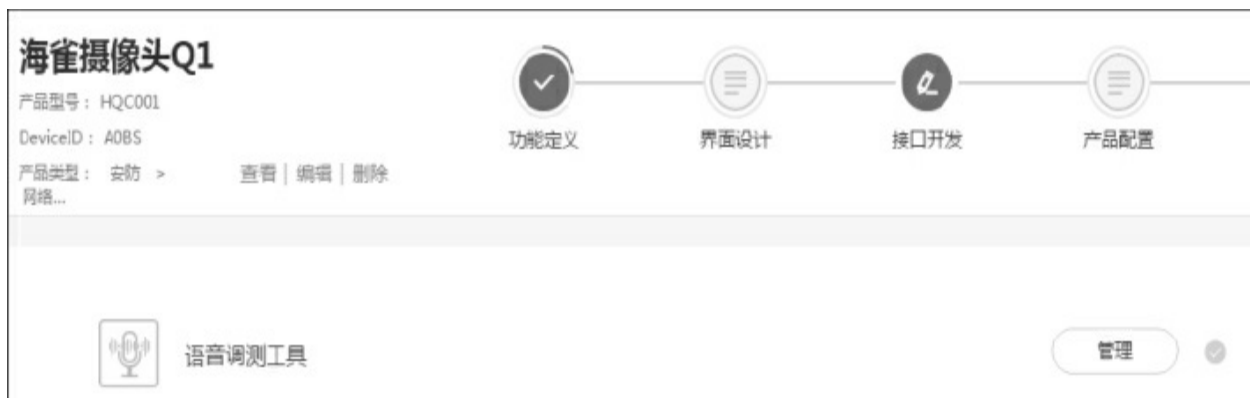 海雀摄像头Q1
产品型号： HQC001
DeviceID： A0BS
产品类型： 安防 >
网络...
查看 | 编辑 | 删除
功能定义
界面设计
接口开发
产品配置
语音调测工具
管理